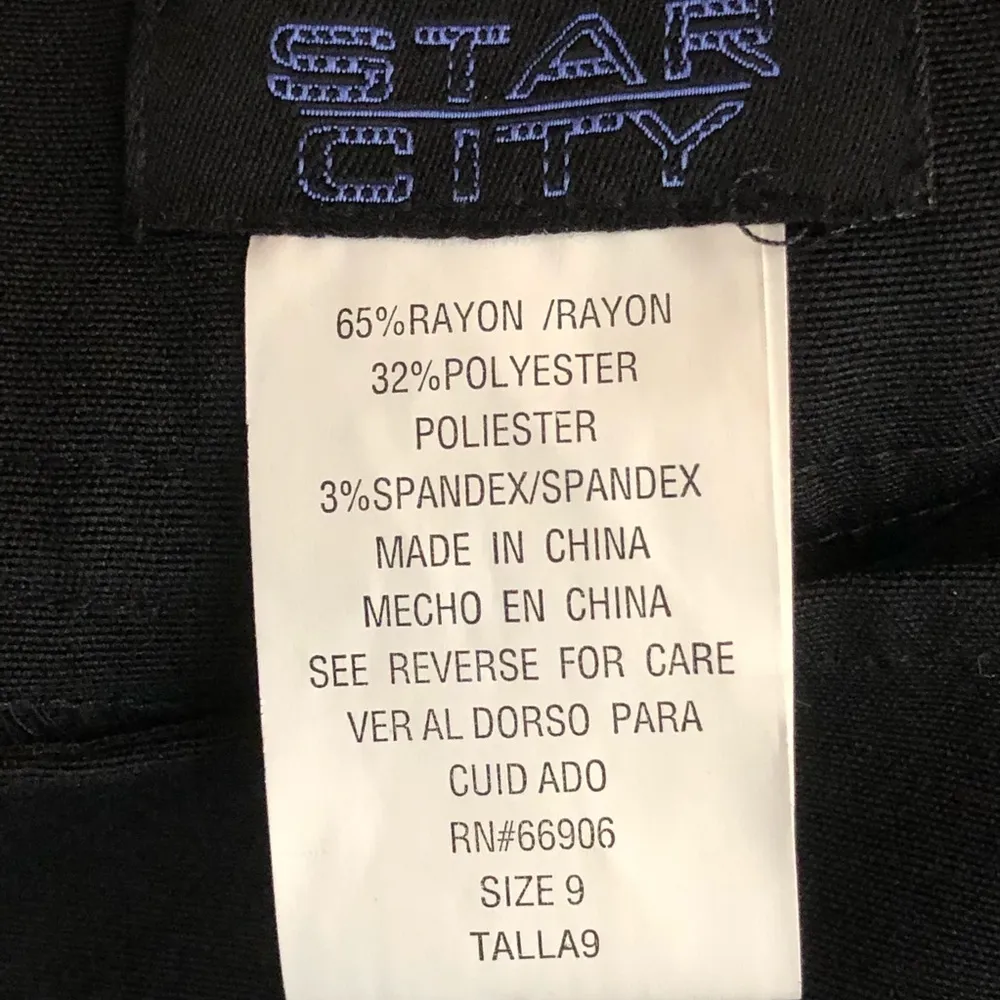 STAR
CITY
65%RAYON /RAYON
32%POLYESTER
POLIESTER
3%SPANDEX/SPANDEX
MADE IN CHINA
MECHO EN CHINA
SEE REVERSE FOR CARE
VER AL DORSO PARA
CUID ADO
RN#66906
SIZE 9
TALLA9